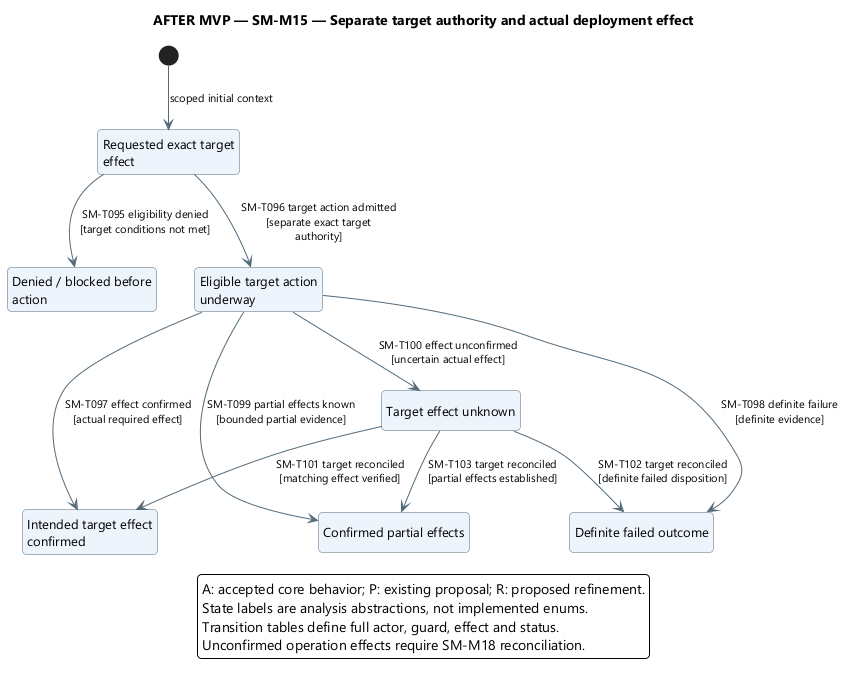 AFTER MVP — SM-M15 — Separate target authority and actual deployment effect
scoped initial context
Requested exact target
effect
SM-T095 eligibility denied
[target conditions not met]
SM-T096 target action admitted
[separate exact target
authority]
Denied / blocked before
action
Eligible target action
underway
SM-T100 effect unconfirmed
[uncertain actual effect]
SM-T097 effect confirmed
[actual required effect]
SM-T099 partial effects known
[bounded partial evidence]
Target effect unknown
SM-T098 definite failure
[definite evidence]
SM-T101 target reconciled
[matching effect verified]
SM-T103 target reconciled
[partial effects established]
SM-T102 target reconciled
[definite failed disposition]
Intended target effect
confirmed
Confirmed partial effects
Definite failed outcome
A: accepted core behavior; P: existing proposal; R: proposed refinement.
State labels are analysis abstractions, not implemented enums.
Transition tables define full actor, guard, effect and status.
Unconfirmed operation effects require SM-M18 reconciliation.